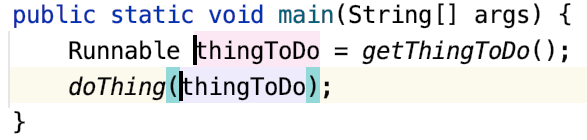 public static void main(String[] args) {
Runnable thingToDo = getThingToDo();
doThing(thingToDo);
}